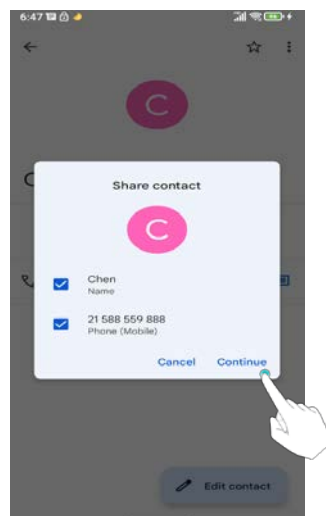 6:47
C
C
Share contact
C
Chen
Name
21 588 559 888
Phone (Mobile)
Cancel Continue
Edit contact